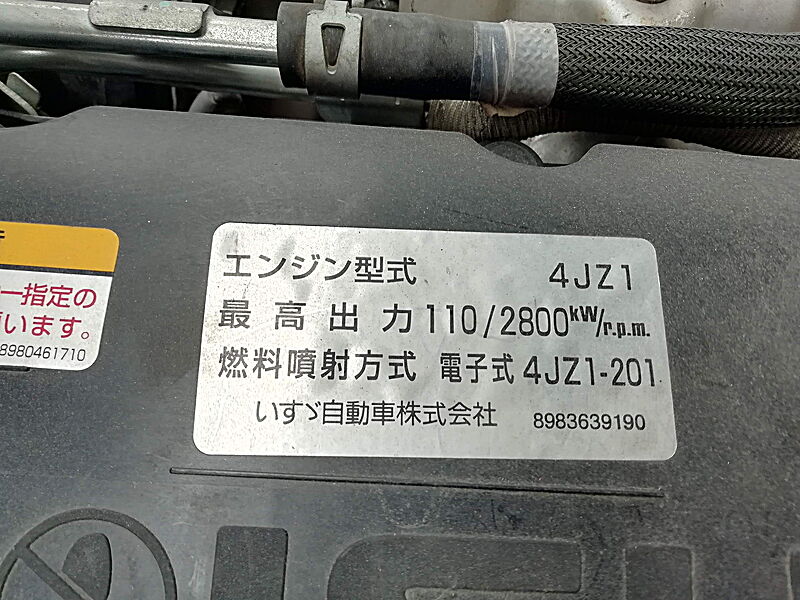 一指定の
います。
8980461710
エンジン型式 4JZ1
最高出力 110/2800kW/r.p.m.
燃料噴射方式 電子式 4JZ1-201
いすゞ自動車株式会社 8983639190